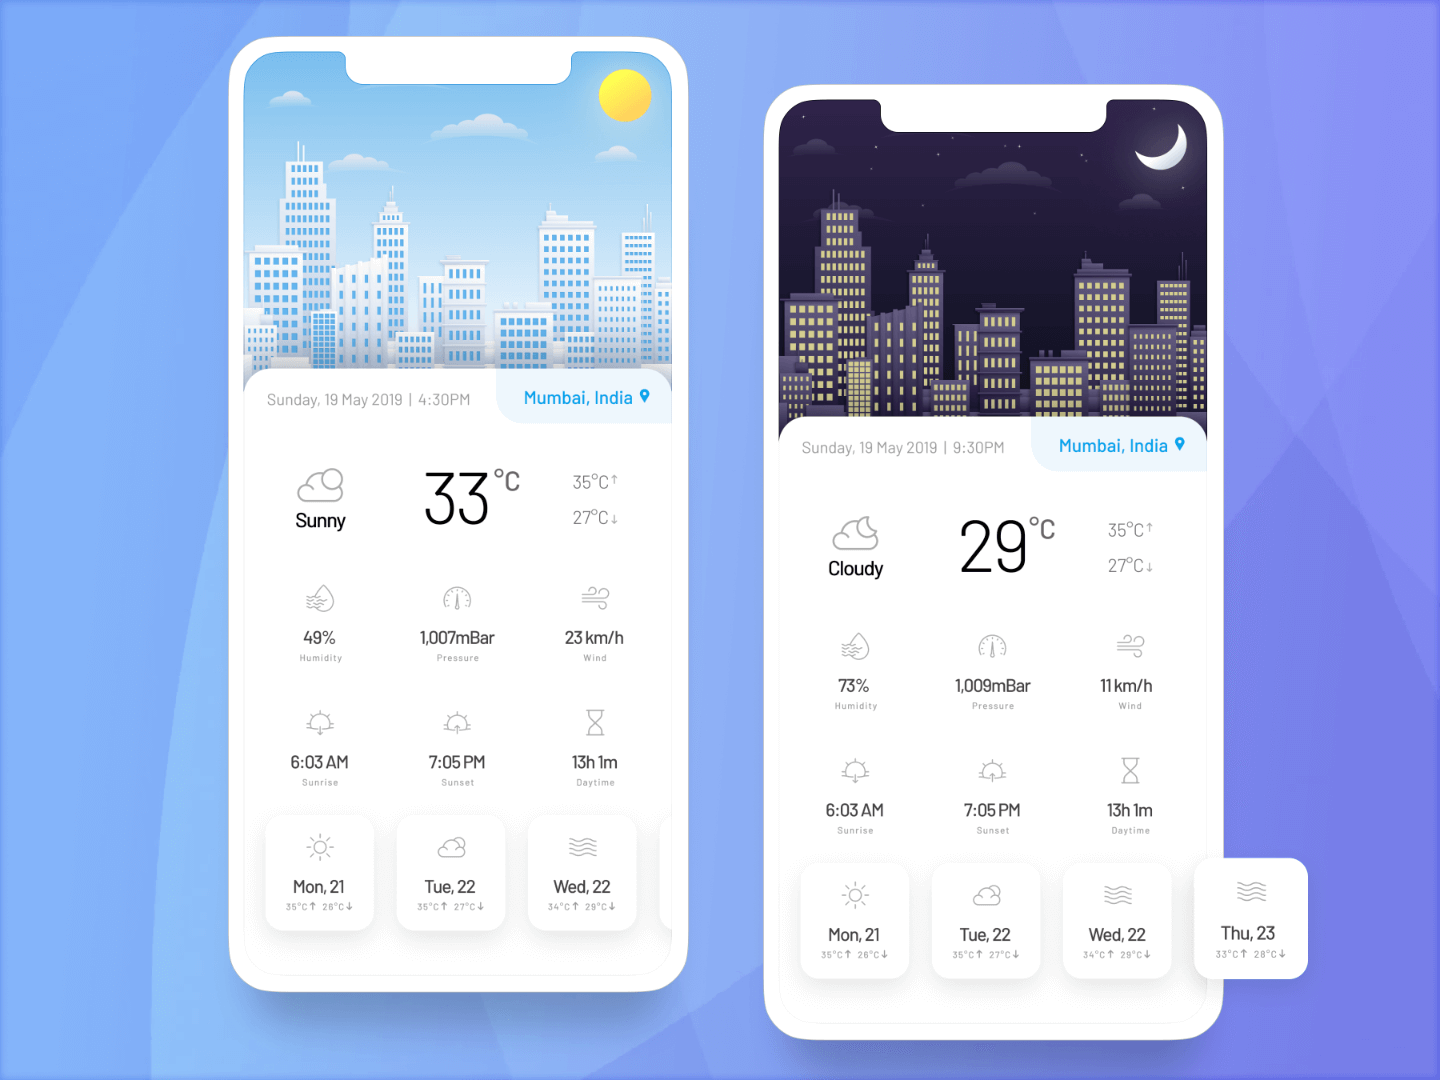 Sunday, 19 May 2019 | 4:30PM
Mumbai, India
Sunny
33°C
35°C↑
27°C↓
49%
Humidity
1,007mBar
Pressure
23 km/h
Wind
6:03 AM
Sunrise
7:05 PM
Sunset
13h 1m
Daytime
Mon, 21
35°C↑ 26°C↓
Tue, 22
35°C↑ 27°C↓
Wed, 22
34°C↑ 29°C↓
Sunday, 19 May 2019 | 9:30PM
Mumbai, India
Cloudy
29°C
35°C↑
27°C↓
73%
Humidity
1,009mBar
Pressure
11 km/h
Wind
6:03 AM
Sunrise
7:05 PM
Sunset
13h 1m
Daytime
Mon, 21
35°C↑ 26°C↓
Tue, 22
35°C↑ 27°C↓
Wed, 22
34°C↑ 29°C↓
Thu, 23
33°C↑ 28°C↓